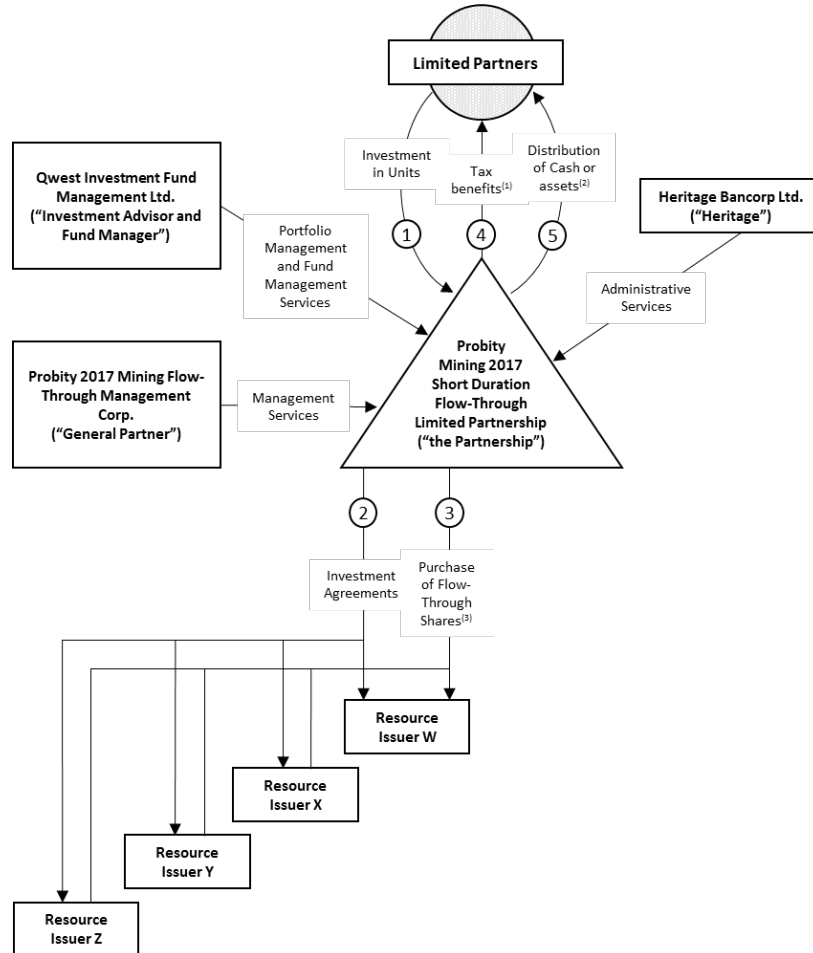 Limited Partners
Investment
in Units
Tax
benefits(1)
Distribution
of Cash or
assets(2)
Qwest Investment Fund
Management Ltd.
(“Investment Advisor and
Fund Manager”)
Heritage Bancorp Ltd.
(“Heritage”)
Portfolio
Management
and Fund
Management
Services
1
4
5
Administrative
Services
Probity 2017 Mining Flow-
Through Management
Corp.
(“General Partner”)
Management
Services
Probity
Mining 2017
Short Duration
Flow-Through
Limited Partnership
(“the Partnership”)
2
3
Investment
Agreements
Purchase
of Flow-
Through
Shares(3)
Resource
Issuer W
Resource
Issuer X
Resource
Issuer Y
Resource
Issuer Z